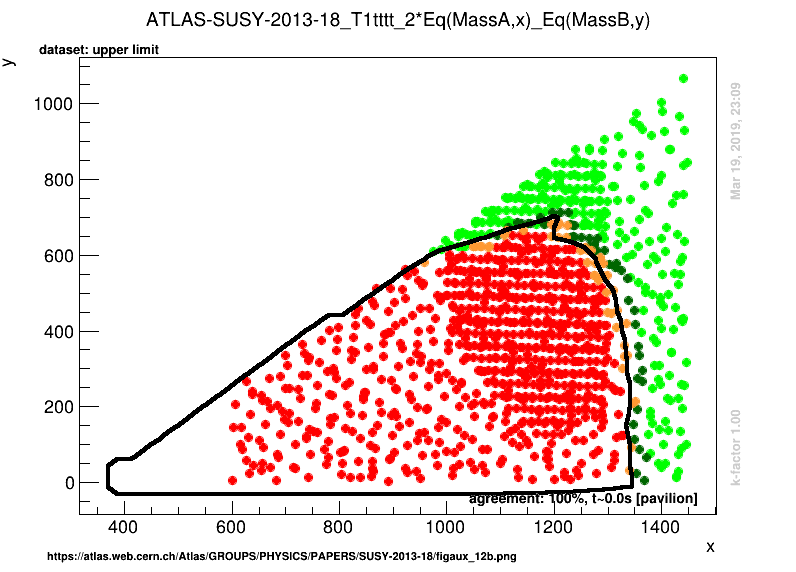 ATLAS-SUSY-2013-18_T1tttt_2*Eq(MassA,x)_Eq(MassB,y)
dataset: upper limit
y
1000
800
600
400
200
0
400
600
800
1000
1200
1400
x
agreement: 100%, t~0.0s [pavilion]
Mar 19, 2019, 23:09
k-factor 1.00
https://atlas.web.cern.ch/Atlas/GROUPS/PHYSICS/PAPERS/SUSY-2013-18/figaux_12b.png